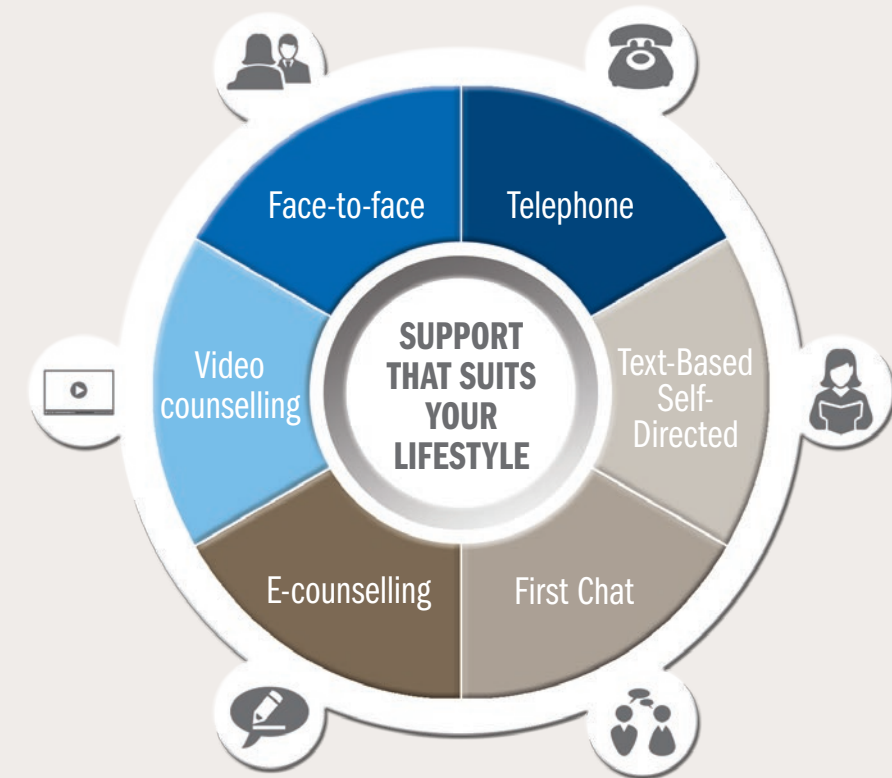 Face-to-face
Telephone
Video
counselling
SUPPORT
THAT SUITS
YOUR
LIFESTYLE
Text-Based
Self-
Directed
E-counselling
First Chat